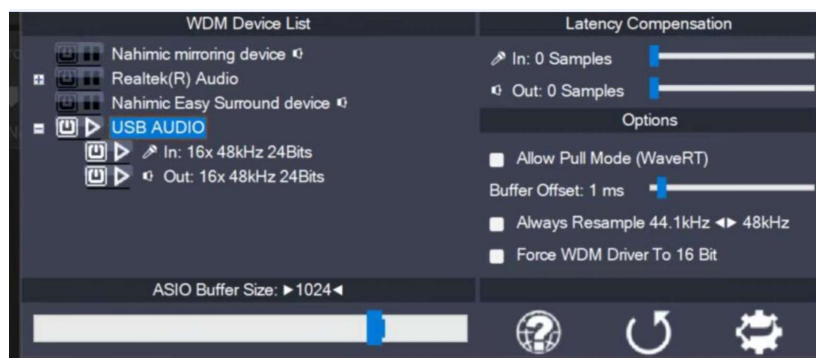 WDM Device List
Nahimic mirroring device
Realtek(R) Audio
Nahimic Easy Surround device
USB AUDIO
In: 16x 48kHz 24Bits
Out: 16x 48kHz 24Bits
ASIO Buffer Size: ►1024◄
Latency Compensation
In: 0 Samples
Out: 0 Samples
Options
Allow Pull Mode (WaveRT)
Buffer Offset: 1 ms
Always Resample 44.1kHz ◄► 48kHz
Force WDM Driver To 16 Bit